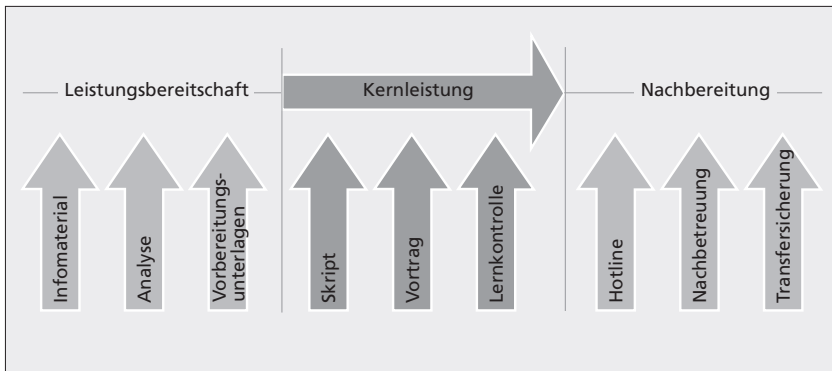 Leistungsbereitschaft
Kernleistung
Nachbereitung
Infomaterial
Analyse
Vorbereitungs-
unterlagen
Skript
Vortrag
Lernkontrolle
Hotline
Nachbetreuung
Transfersicherung